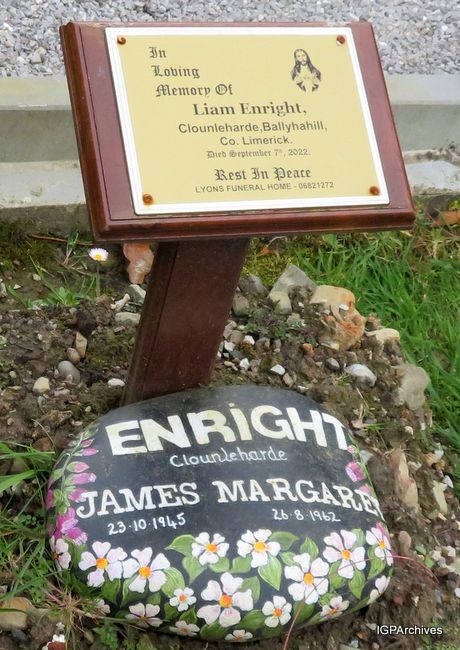 In
Loving
Memory Of
Liam Enright,
Clounleharde, Ballyhahill,
Co. Limerick.
Died September 7th, 2022.
Rest In Peace
LYONS FUNERAL HOME - 06821272
ENRiGHT
Clounleharde
JAMES MARGARET
23.10.1945 26.8.1962
IGPArchives